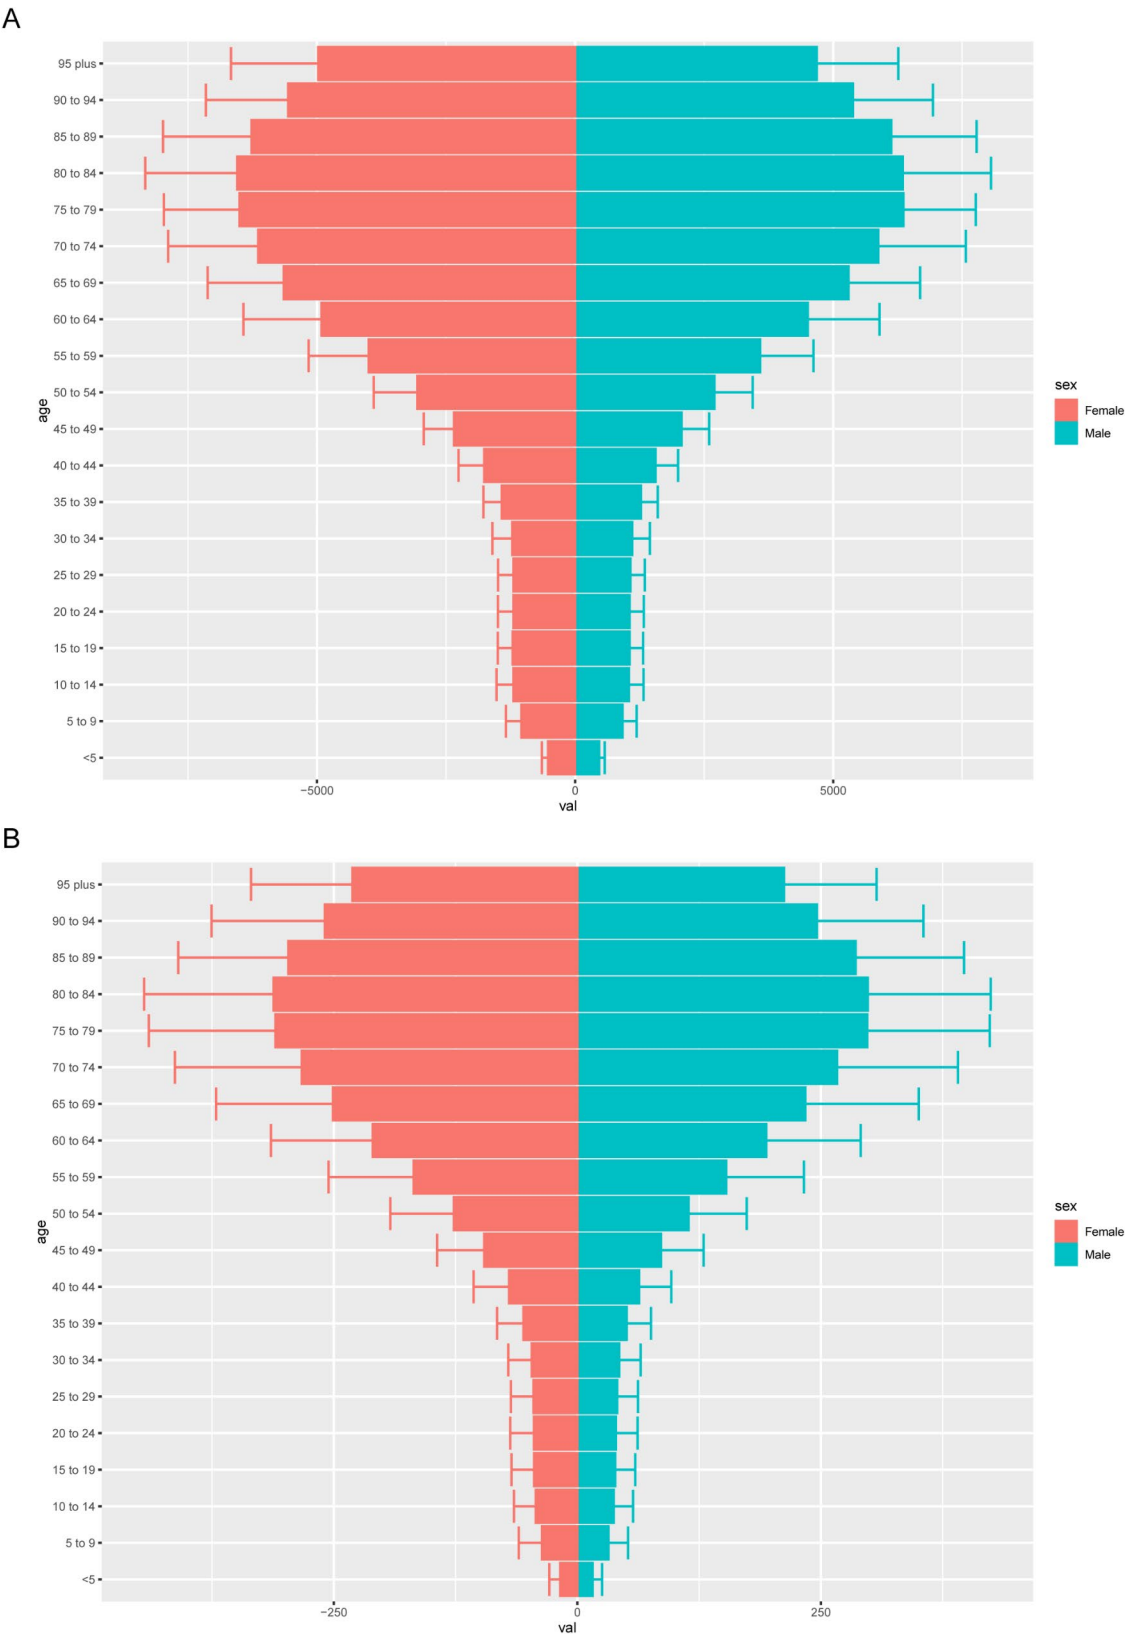 A
95 plus
90 to 94
85 to 89
80 to 84
75 to 79
70 to 74
65 to 69
60 to 64
55 to 59
50 to 54
45 to 49
40 to 44
35 to 39
30 to 34
25 to 29
20 to 24
15 to 19
10 to 14
5 to 9
<5
age
−5000 0 5000
val
sex
Female
Male
B
95 plus
90 to 94
85 to 89
80 to 84
75 to 79
70 to 74
65 to 69
60 to 64
55 to 59
50 to 54
45 to 49
40 to 44
35 to 39
30 to 34
25 to 29
20 to 24
15 to 19
10 to 14
5 to 9
<5
age
−250 0 250
val
sex
Female
Male